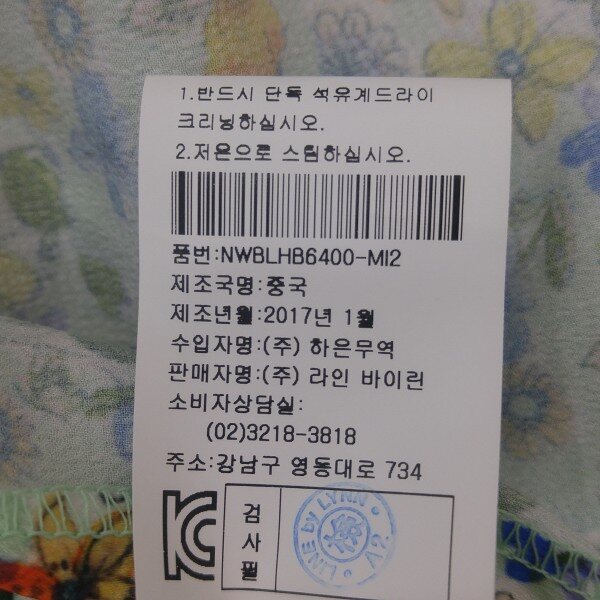 1.반드시 단독 석유계드라이
크리닝하십시오.
2.저온으로 스팀하십시오.
품번:NWBLHB6400-MI2
제조국명:중국
제조년월:2017년 1월
수입자명:(주) 하은무역
판매자명:(주) 라인 바이린
소비자상담실:
(02)3218-3818
주소:강남구 영동대로 734
검사필
LINE by LYNN